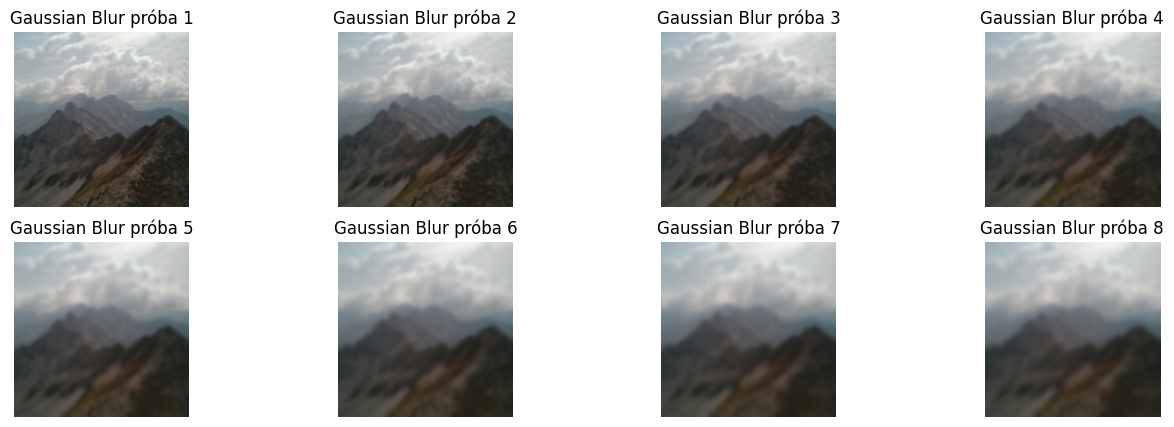 Gaussian Blur próba 1
Gaussian Blur próba 2
Gaussian Blur próba 3
Gaussian Blur próba 4
Gaussian Blur próba 5
Gaussian Blur próba 6
Gaussian Blur próba 7
Gaussian Blur próba 8